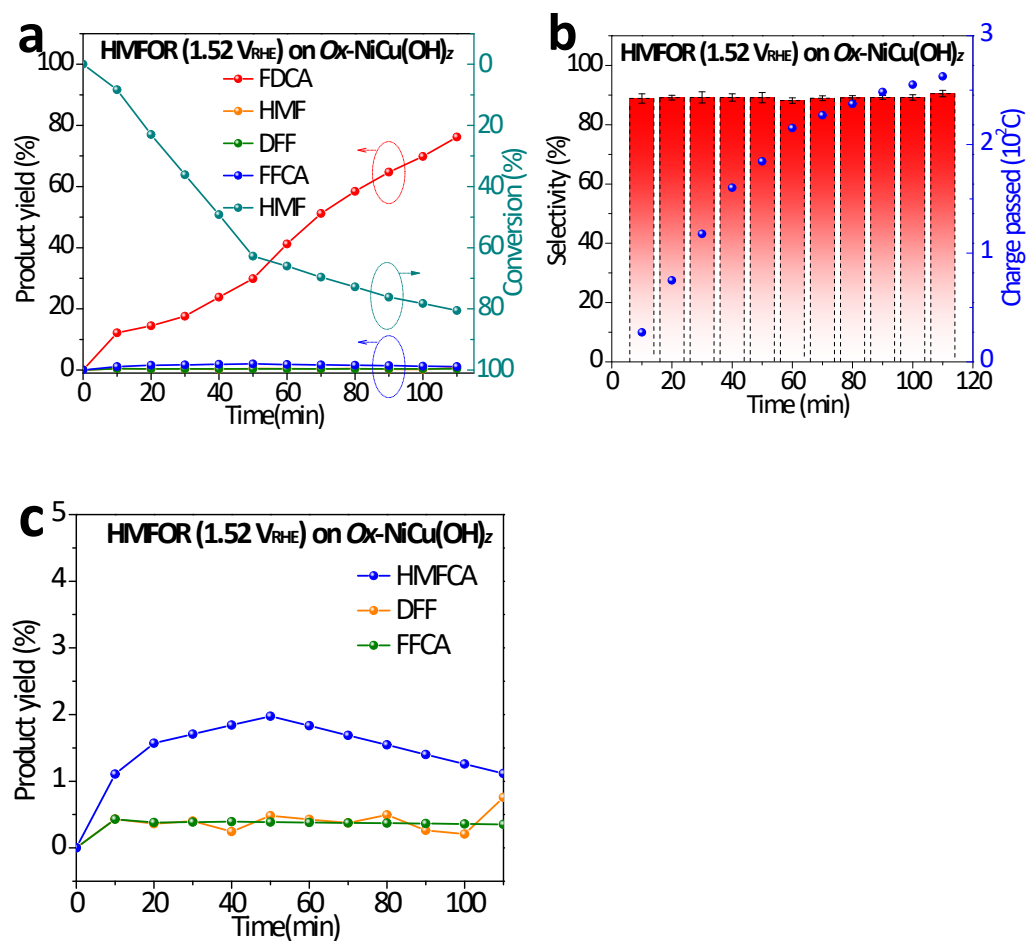 a
HMFOR (1.52 VRHE) on Ox-NiCu(OH)z
FDCA
HMF
DFF
FFCA
HMF
Product yield (%)
100
80
60
40
20
0
0
20
40
60
80
100
Conversion (%)
0 20 40 60 80 100
Time(min)
b
HMFOR (1.52 VRHE) on Ox-NiCu(OH)z
Selectivity (%)
100
80
60
40
20
0
3
2
1
0
Charge passed (10²C)
0 20 40 60 80 100 120
Time (min)
c
HMFOR (1.52 VRHE) on Ox-NiCu(OH)z
HMFCA
DFF
FFCA
Product yield (%)
5
4
3
2
1
0
0 20 40 60 80 100
Time(min)